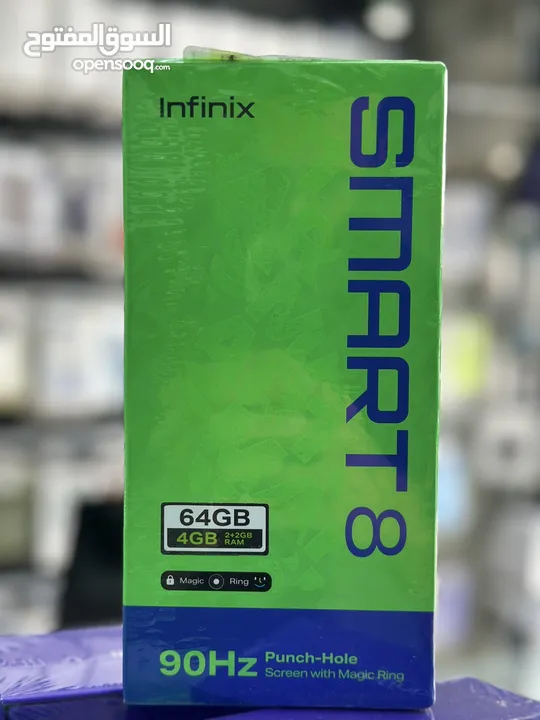 السوق المفتوح
opensooq.com
Infinix
SMART 8
64GB
4GB 2+2GB RAM
Magic Ring
90Hz Punch-Hole
Screen with Magic Ring